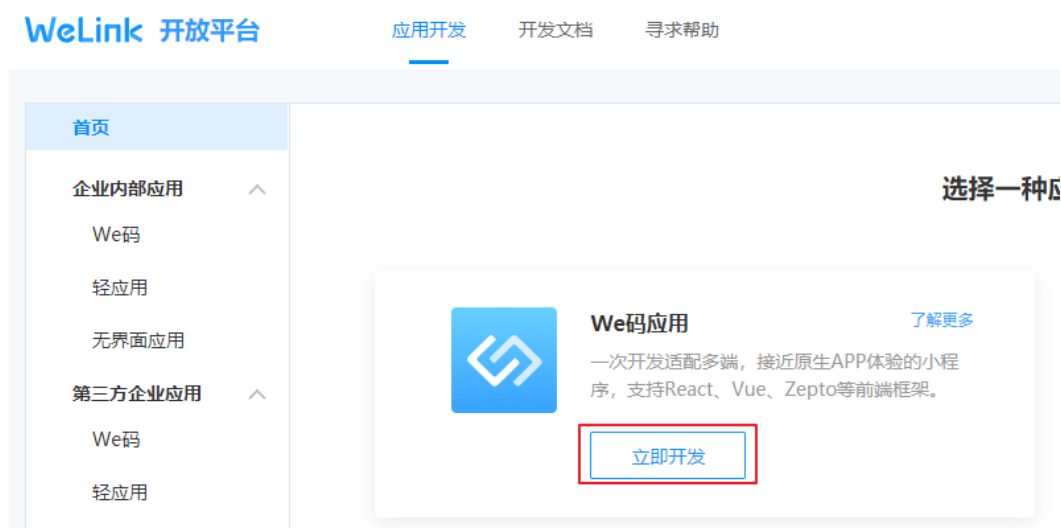 WeLink 开放平台
应用开发
开发文档
寻求帮助
首页
企业内部应用
We码
轻应用
无界面应用
第三方企业应用
We码
轻应用
选择一种应
We码应用
了解更多
一次开发适配多端，接近原生APP体验的小程
序，支持React、Vue、Zepto等前端框架。
立即开发